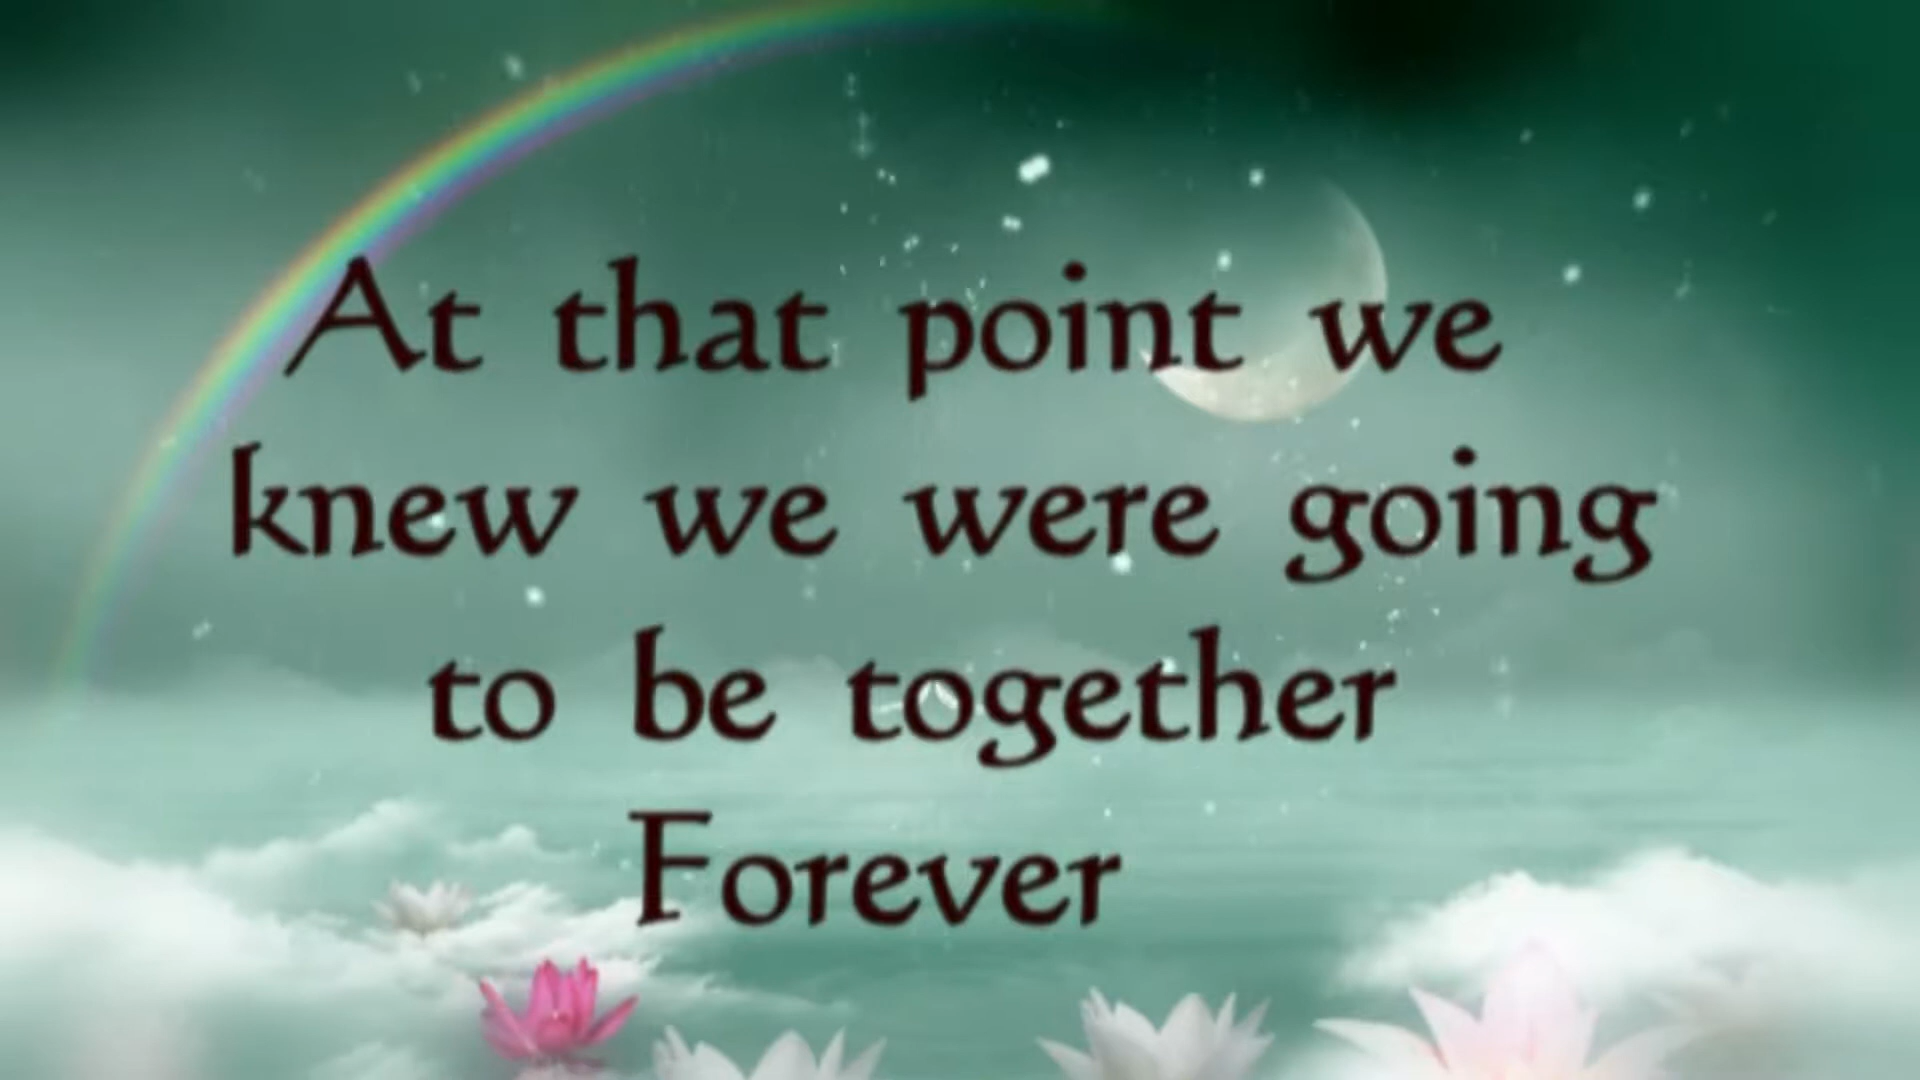 At that point we
knew we were going
to be together
Forever